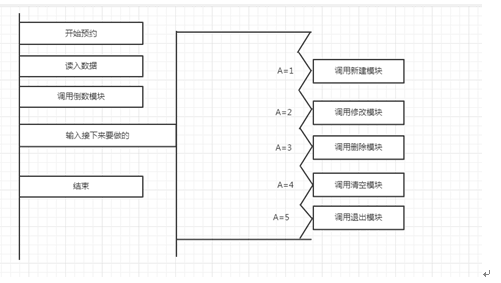 开始预约
读入数据
调用倒数模块
输入接下来要做的
结束
A=1
调用新建模块
A=2
调用修改模块
A=3
调用删除模块
A=4
调用清空模块
A=5
调用退出模块